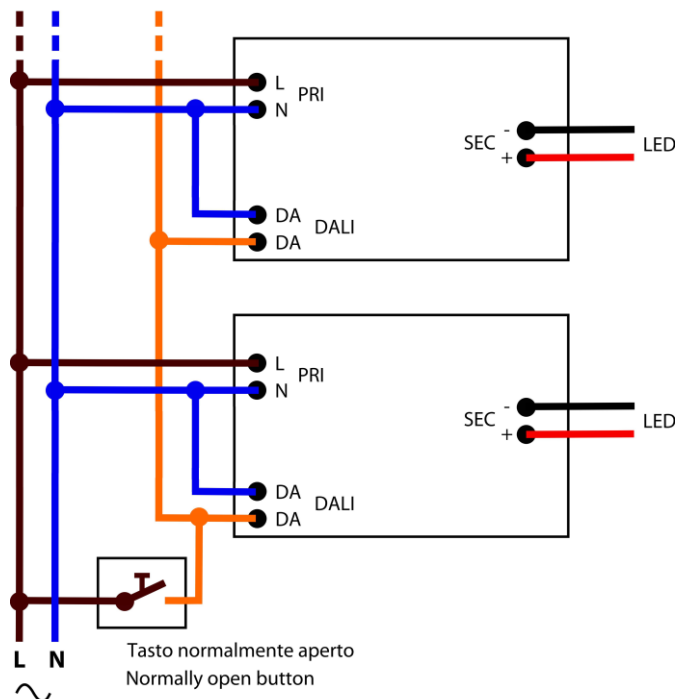 L PRI
N
- 
SEC
+
LED
DA
DALI
DA
L
PRI
N
-
SEC
+
LED
DA
DALI
DA
Tasto normalmente aperto
L N
Normally open button